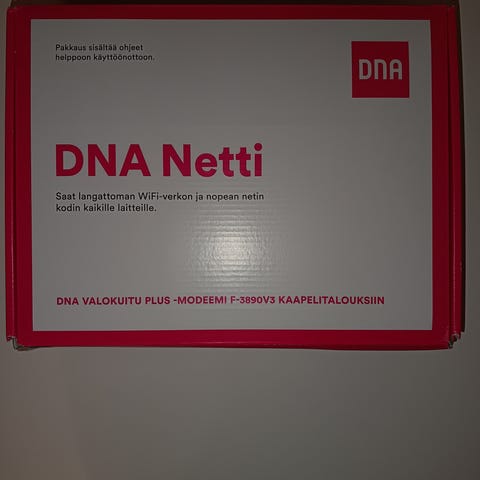 Pakkaus sisältää ohjeet
helppoon käyttöönottoon.
DNA
DNA Netti
Saat langattoman WiFi-verkon ja nopean netin
kodin kaikille laitteille.
DNA VALOKUITU PLUS -MODEEMI F-3890V3 KAAPELITALOUKSIIN